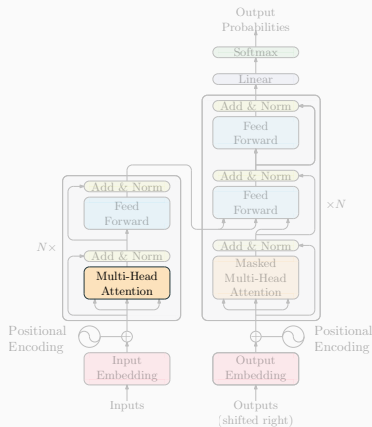 Output
Probabilities
Softmax
Linear
Add & Norm
Feed
Forward
Add & Norm
Feed
Forward
Add & Norm
Masked
Multi-Head
Attention
×N
Add & Norm
Feed
Forward
N×
Add & Norm
Multi-Head
Attention
Positional
Encoding
Positional
Encoding
Input
Embedding
Output
Embedding
Inputs
Outputs
(shifted right)